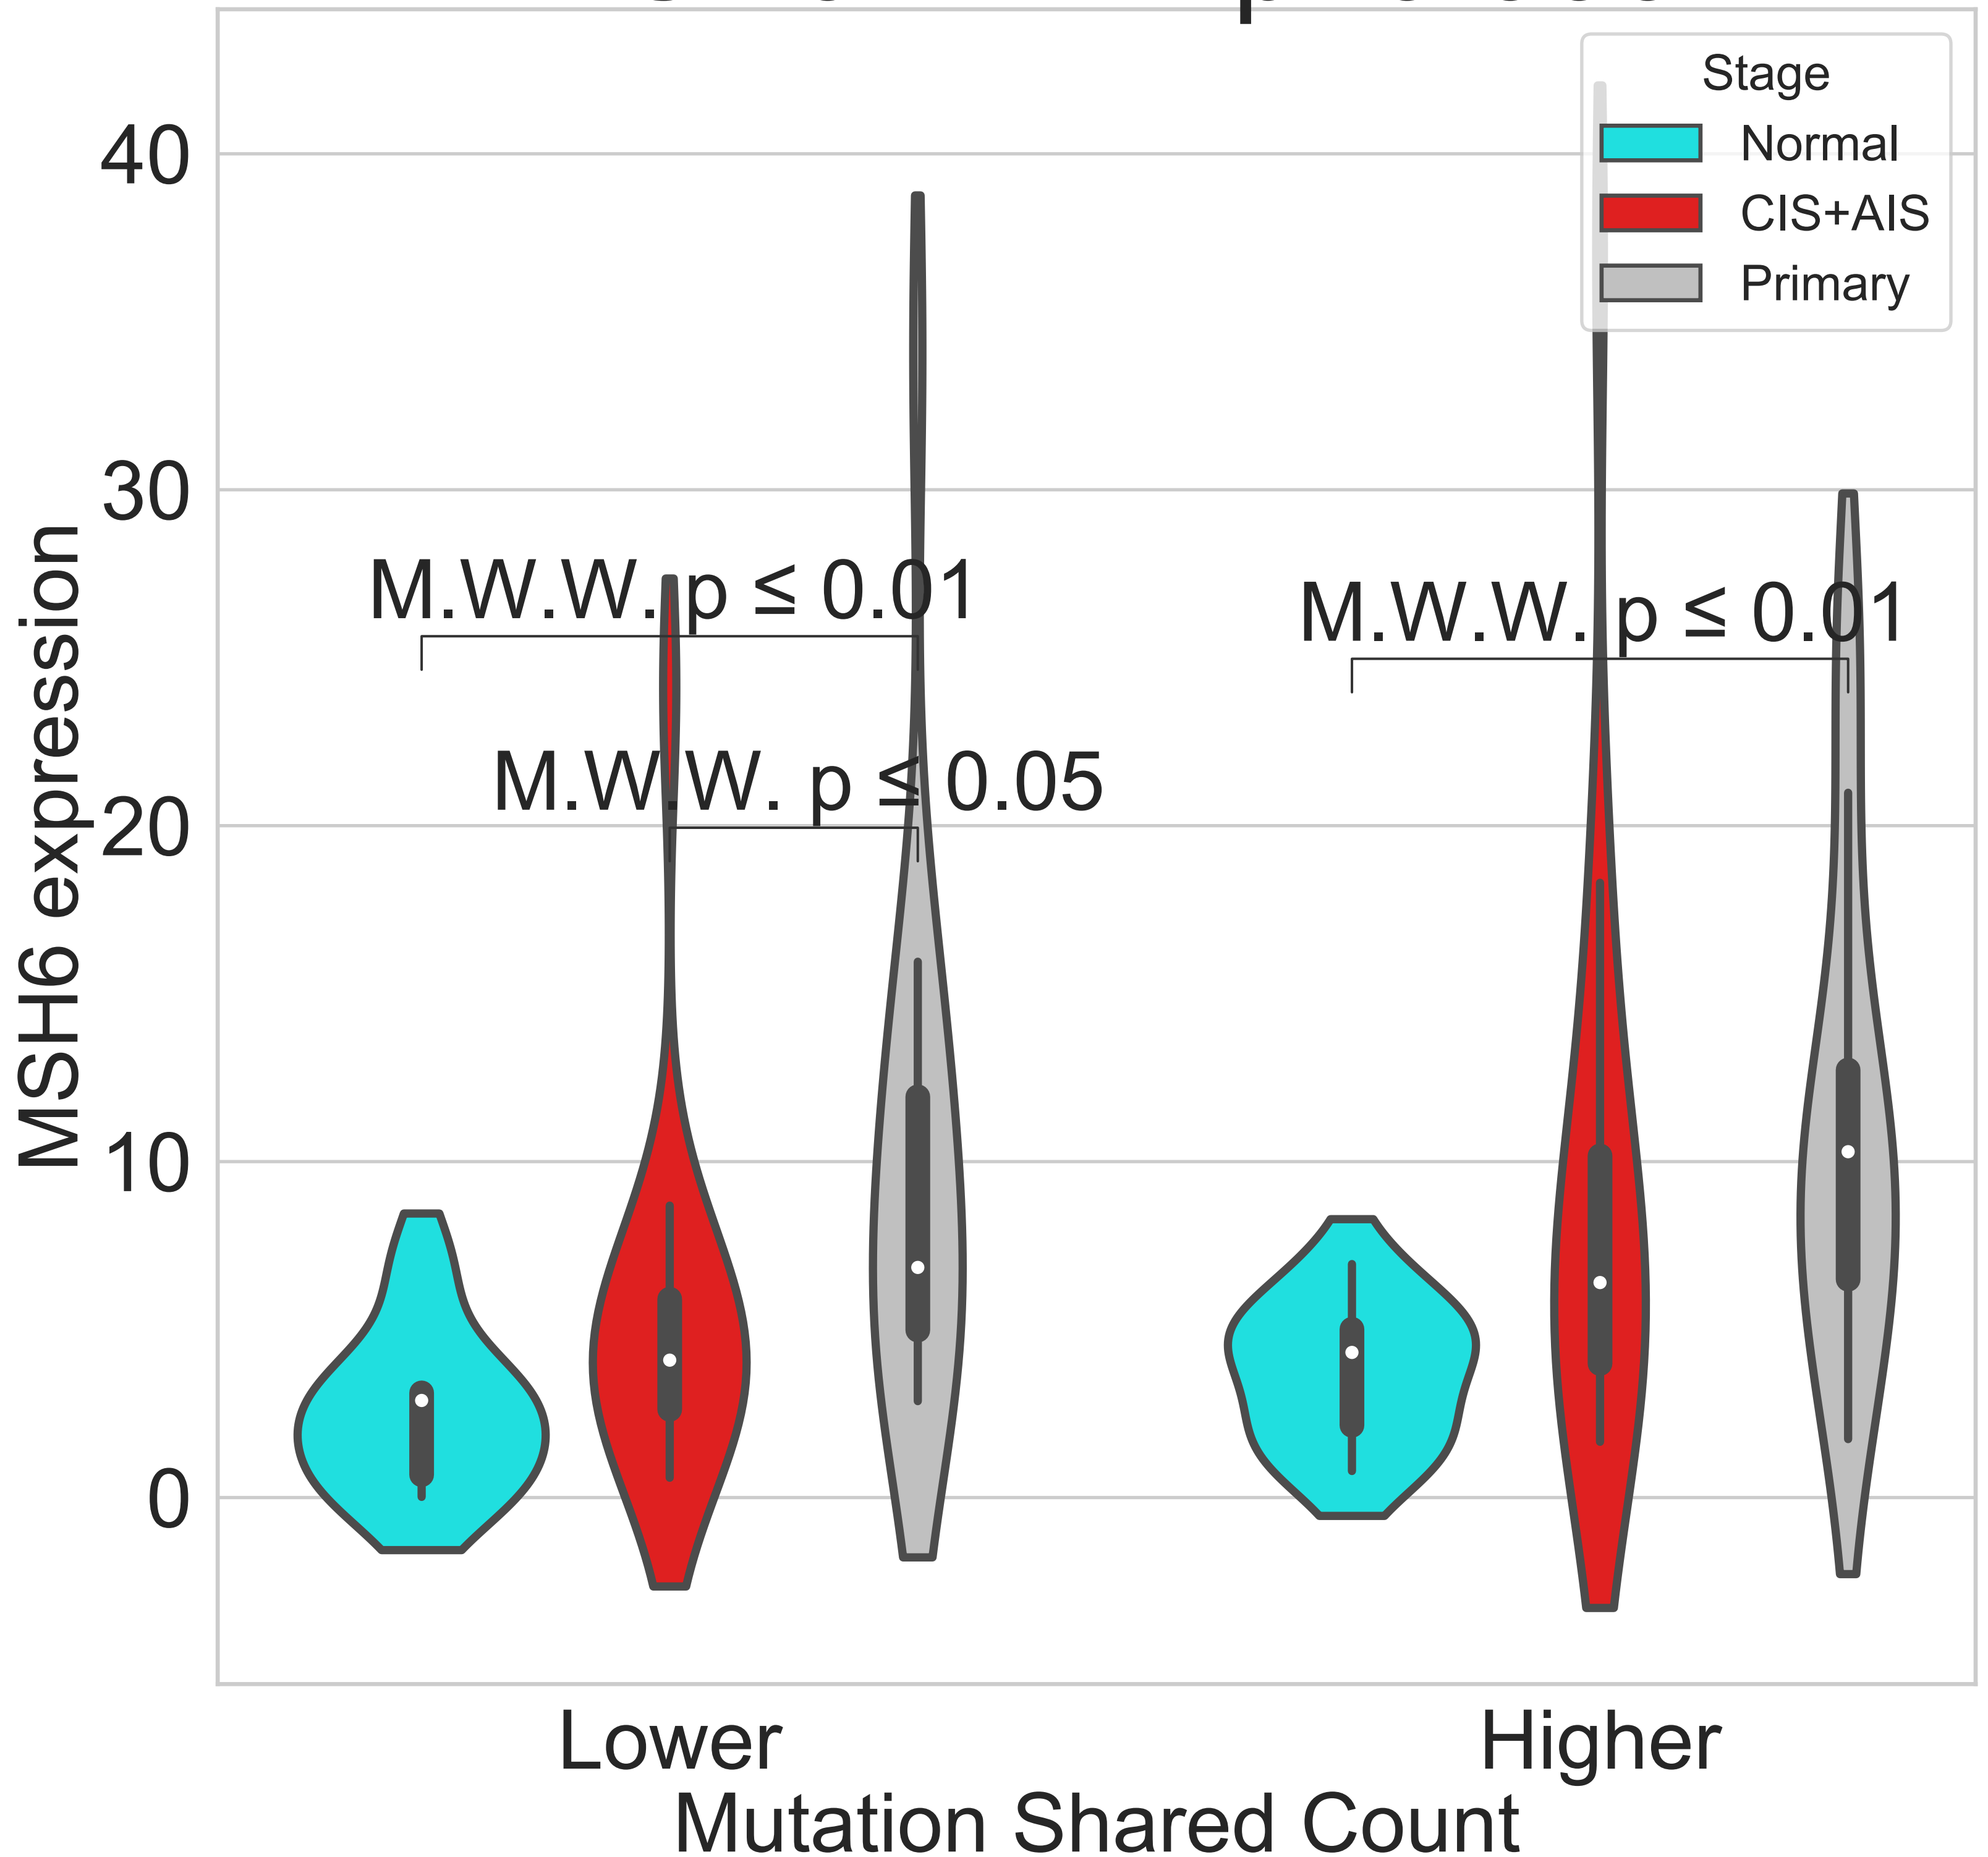 Stage
Normal
CIS+AIS
Primary
40
30
20
10
0
MSH6 expression
M.W.W. p ≤ 0.01
M.W.W. p ≤ 0.01
M.W.W. p ≤ 0.05
Lower
Higher
Mutation Shared Count